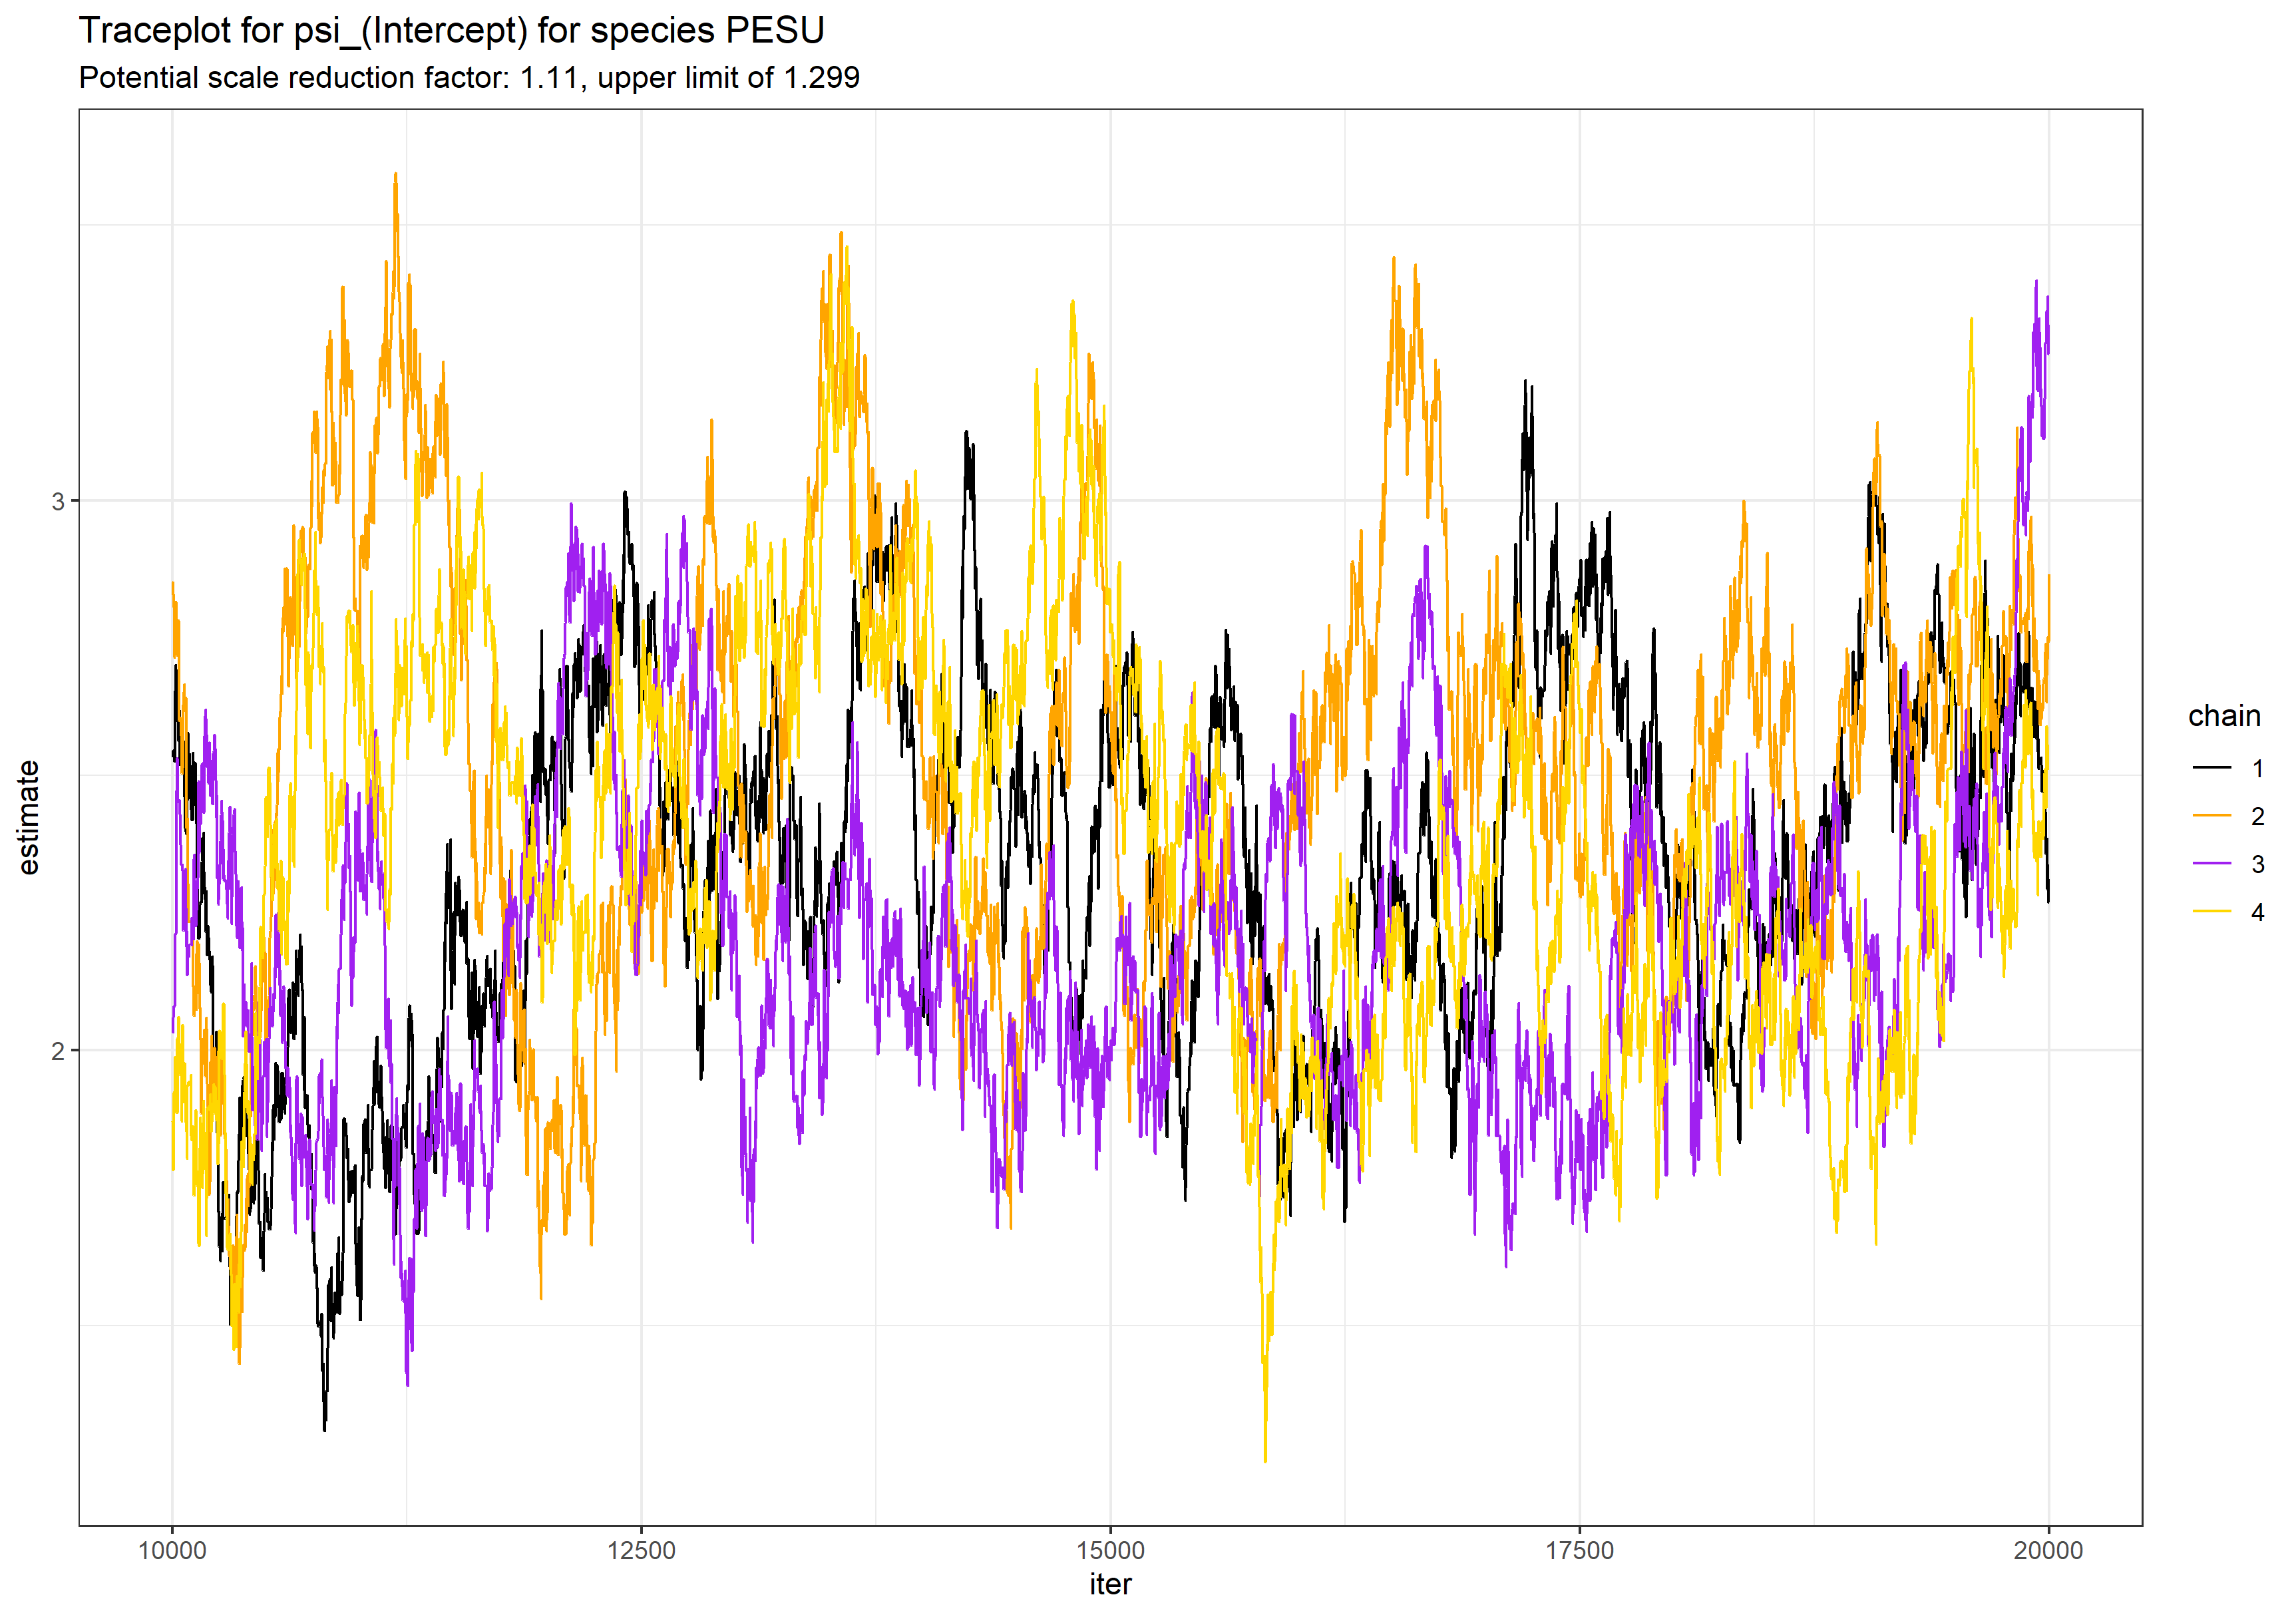 Traceplot for psi_(Intercept) for species PESU
Potential scale reduction factor: 1.11, upper limit of 1.299
estimate
3
2
10000 12500 15000 17500 20000
iter
chain
1
2
3
4